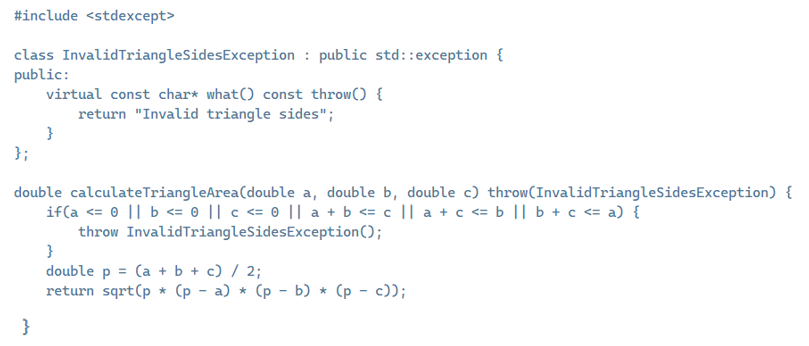 #include <stdexcept>
class InvalidTriangleSidesException : public std::exception {
public:
    virtual const char* what() const throw() {
        return "Invalid triangle sides";
    }
};
double calculateTriangleArea(double a, double b, double c) throw(InvalidTriangleSidesException) {
    if(a <= 0 || b <= 0 || c <= 0 || a + b <= c || a + c <= b || b + c <= a) {
        throw InvalidTriangleSidesException();
    }
    double p = (a + b + c) / 2;
    return sqrt(p * (p - a) * (p - b) * (p - c));
}